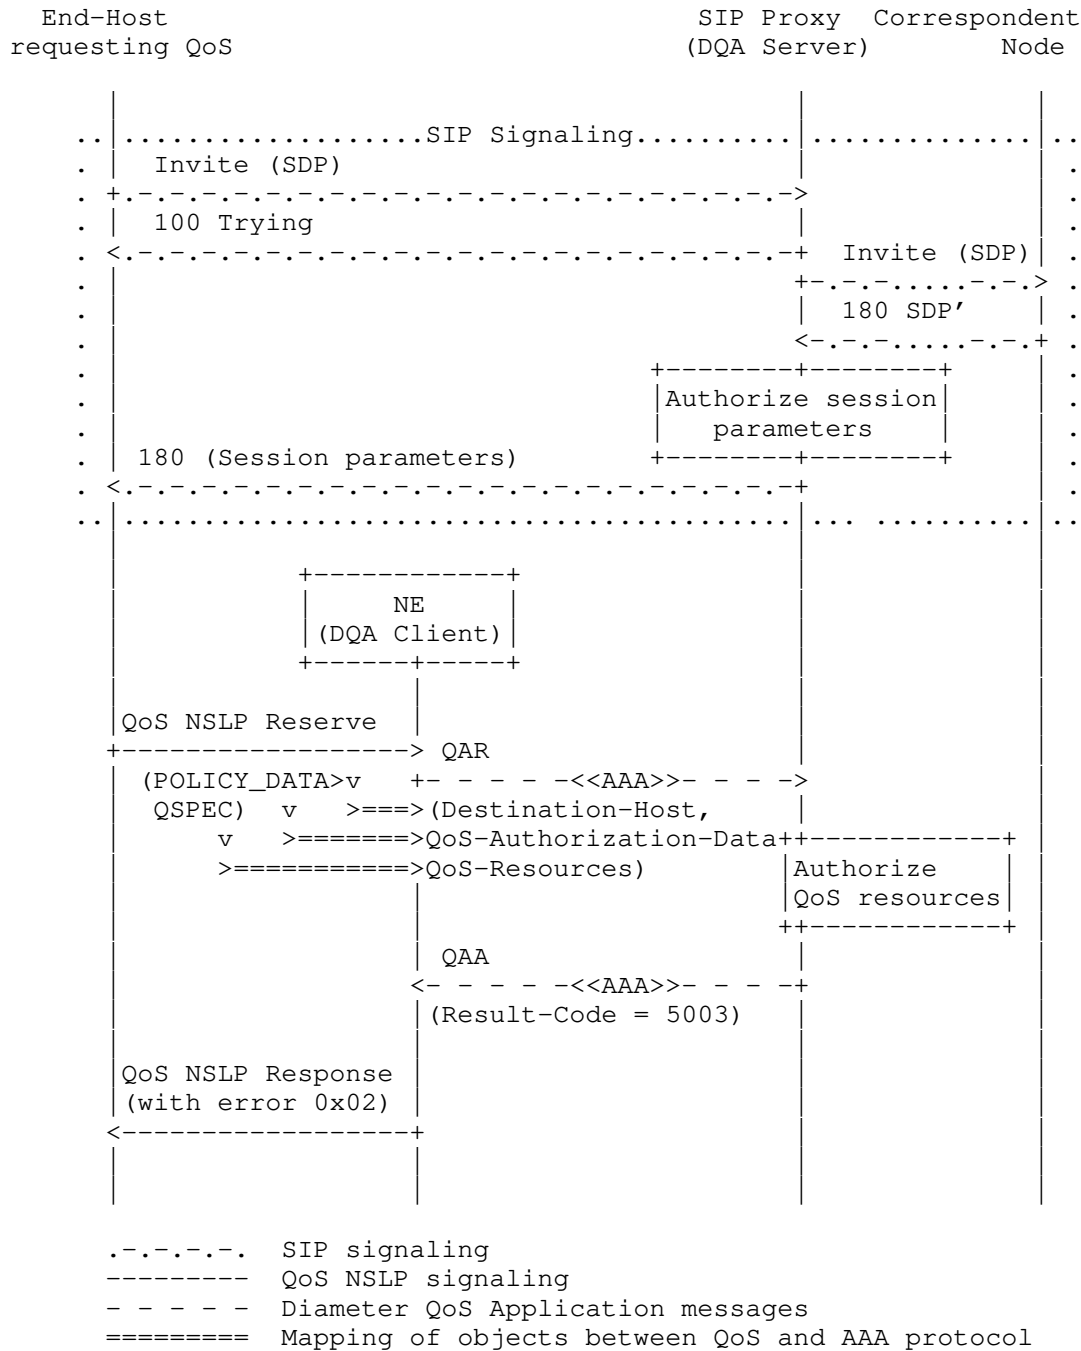 End-Host                                  SIP Proxy  Correspondent
requesting QoS                             (DQA Server)        Node
..|...................SIP Signaling..........|..............|..
.  |  Invite (SDP)                              |              | .
.  +.-.-.-.-.-.-.-.-.-.-.-.-.-.-.-.-.-.-.-.-.-.->              | .
.  |  100 Trying                                |              | .
.  <.-.-.-.-.-.-.-.-.-.-.-.-.-.-.-.-.-.-.-.-.-.-+  Invite (SDP)| .
.  |                                            +-.-.-.....-.-.> .
.  |                                            |  180 SDP'    | .
.  |                                            <-.-.-.....-.-.+ .
.  |                                   +--------+--------+     | .
.  |                                   |Authorize session|     | .
.  |                                   |   parameters    |     | .
.  | 180 (Session parameters)          +--------+--------+     | .
.  <.-.-.-.-.-.-.-.-.-.-.-.-.-.-.-.-.-.-.-.-.-.-+              | .
..|..........................................|... ..........|..
|                                            |              |
|            +------------+                  |              |
|            |     NE     |                  |              |
|            |(DQA Client)|                  |              |
|            +------+-----+                  |              |
|                   |                        |              |
|QoS NSLP Reserve   |                        |              |
+------------------> QAR                     |              |
| (POLICY_DATA>v   +- - - - -<<AAA>>- - - ->              |
|  QSPEC)  v   >===>(Destination-Host,       |              |
|      v   >=======>QoS-Authorization-Data++------------+ |
|      >===========>QoS-Resources)         |Authorize   | |
|                   |                      |QoS resources| |
|                   |                      ++------------+ |
|                   | QAA                    |              |
|                   <- - - - -<<AAA>>- - - -+              |
|                   |(Result-Code = 5003)    |              |
|                   |                        |              |
|QoS NSLP Response  |                        |              |
|(with error 0x02)  |                        |              |
<------------------+                        |              |
|                   |                        |              |
|                   |                        |              |
.-.-.-.-.  SIP signaling
---------  QoS NSLP signaling
- - - - -  Diameter QoS Application messages
=========  Mapping of objects between QoS and AAA protocol